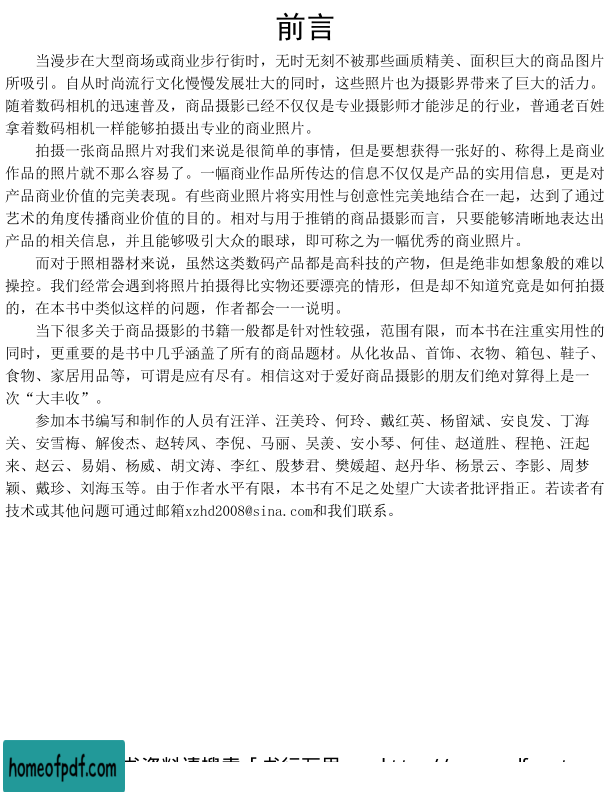 前言
当漫步在大型商场或商业步行街时，无时无刻不被那些画质精美、面积巨大的商品图片
所吸引。自从时尚流行文化慢慢发展壮大的同时，这些照片也为摄影界带来了巨大的活力。
随着数码相机的迅速普及，商品摄影已经不仅仅是专业摄影师才能涉足的行业，普通老百姓
拿着数码相机一样能够拍摄出专业的商业照片。
拍摄一张商品照片对我们来说是很简单的事情，但是要想获得一张好的、称得上是商业
作品的照片就不那么容易了。一幅商业作品所传达的信息不仅仅是产品的实用信息，更是对
产品商业价值的完美表现。有些商业照片将实用性与创意性完美地结合在一起，达到了通过
艺术的角度传播商业价值的目的。相对与用于推销的商品摄影而言，只要能够清晰地表达出
产品的相关信息，并且能够吸引大众的眼球，即可称之为一幅优秀的商业照片。
而对于照相器材来说，虽然这类数码产品都是高科技的产物，但是绝非如想象般的难以
操控。我们经常会遇到将照片拍摄得比实物还要漂亮的情形，但是却不知道究竟是如何拍摄
的，在本书中类似这样的问题，作者都会一一说明。
当下很多关于商品摄影的书籍一般都是针对性较强，范围有限，而本书在注重实用性的
同时，更重要的是书中几乎涵盖了所有的商品题材。从化妆品、首饰、衣物、箱包、鞋子、
食物、家居用品等，可谓是应有尽有。相信这对于爱好商品摄影的朋友们绝对算得上是一
次“大丰收”。
参加本书编写和制作的人员有汪洋、汪美玲、何玲、戴红英、杨留斌、安良发、丁海
关、安雪梅、解俊杰、赵转凤、李倪、马丽、吴羡、安小琴、何佳、赵道胜、程艳、汪起
来、赵云、易娟、杨威、胡文涛、李红、殷梦君、樊媛超、赵丹华、杨景云、李影、周梦
颖、戴珍、刘海玉等。由于作者水平有限，本书有不足之处望广大读者批评指正。若读者有
技术或其他问题可通过邮箱xzhd2008@sina.com和我们联系。
homeofpdf.com